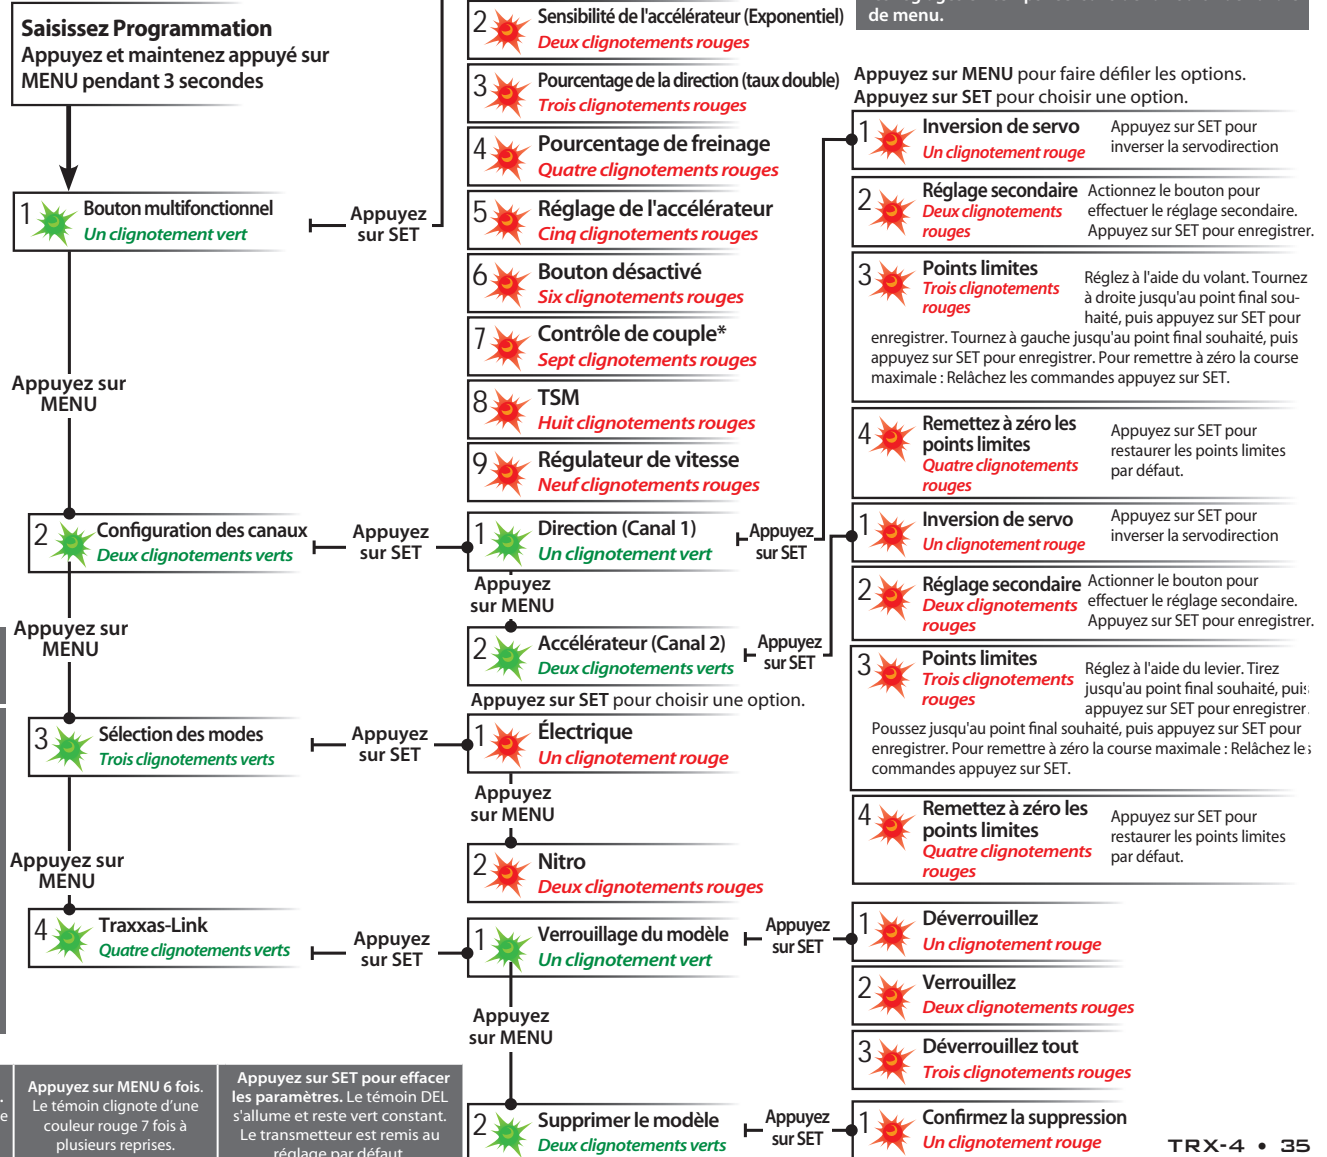 Saisissez Programmation
Appuyez et maintenez appuyé sur
MENU pendant 3 secondes
1 Bouton multifonctionnel
Un clignotement vert
Appuyez
sur SET
Appuyez sur
MENU
2 Configuration des canaux
Deux clignotements verts
Appuyez
sur SET
Appuyez sur
MENU
3 Sélection des modes
Trois clignotements verts
Appuyez
sur SET
Appuyez sur
MENU
4 Traxxas-Link
Quatre clignotements verts
Appuyez
sur SET
2 Sensibilité de l'accélérateur (Exponentiel)
Deux clignotements rouges
3 Pourcentage de la direction (taux double)
Trois clignotements rouges
4 Pourcentage de freinage
Quatre clignotements rouges
5 Réglage de l'accélérateur
Cinq clignotements rouges
6 Bouton désactivé
Six clignotements rouges
7 Contrôle de couple*
Sept clignotements rouges
8 TSM
Huit clignotements rouges
9 Régulateur de vitesse
Neuf clignotements rouges
1 Direction (Canal 1)
Un clignotement vert
Appuyez
sur SET
Appuyez
sur MENU
2 Accélérateur (Canal 2)
Deux clignotements verts
Appuyez
sur SET
Appuyez sur SET pour choisir une option.
1 Électrique
Un clignotement rouge
Appuyez
sur MENU
2 Nitro
Deux clignotements rouges
1 Verrouillage du modèle
Un clignotement vert
Appuyez
sur SET
Appuyez
sur MENU
2 Supprimer le modèle
Deux clignotements verts
Appuyez
sur SET
de menu.
Appuyez sur MENU pour faire défiler les options.
Appuyez sur SET pour choisir une option.
1 Inversion de servo
Un clignotement rouge
Appuyez sur SET pour
inverser la servodirection
2 Réglage secondaire
Deux clignotements
rouges
Actionnez le bouton pour
effectuer le réglage secondaire.
Appuyez sur SET pour enregistrer.
3 Points limites
Trois clignotements
rouges
Réglez à l'aide du volant. Tournez
à droite jusqu'au point final sou-
haité, puis appuyez sur SET pour
enregistrer. Tournez à gauche jusqu'au point final souhaité, puis
appuyez sur SET pour enregistrer. Pour remettre à zéro la course
maximale : Relâchez les commandes appuyez sur SET.
4 Remettez à zéro les
points limites
Quatre clignotements
rouges
Appuyez sur SET pour
restaurer les points limites
par défaut.
1 Inversion de servo
Un clignotement rouge
Appuyez sur SET pour
inverser la servodirection
2 Réglage secondaire
Deux clignotements
rouges
Actionner le bouton pour
effectuer le réglage secondaire.
Appuyez sur SET pour enregistrer.
3 Points limites
Trois clignotements
rouges
Réglez à l'aide du levier. Tirez
jusqu'au point final souhaité, puis
appuyez sur SET pour enregistrer.
Poussez jusqu'au point final souhaité, puis appuyez sur SET pour
enregistrer. Pour remettre à zéro la course maximale : Relâchez les
commandes appuyez sur SET.
4 Remettez à zéro les
points limites
Quatre clignotements
rouges
Appuyez sur SET pour
restaurer les points limites
par défaut.
1 Déverrouillez
Un clignotement rouge
2 Verrouillez
Deux clignotements rouges
3 Déverrouillez tout
Trois clignotements rouges
1 Confirmez la suppression
Un clignotement rouge
Appuyez sur MENU 6 fois.
Le témoin clignote d'une
couleur rouge 7 fois à
plusieurs reprises.
Appuyez sur SET pour effacer
les paramètres. Le témoin DEL
s'allume et reste vert constant.
Le transmetteur est remis au
réglage par défaut
TRX-4 • 35